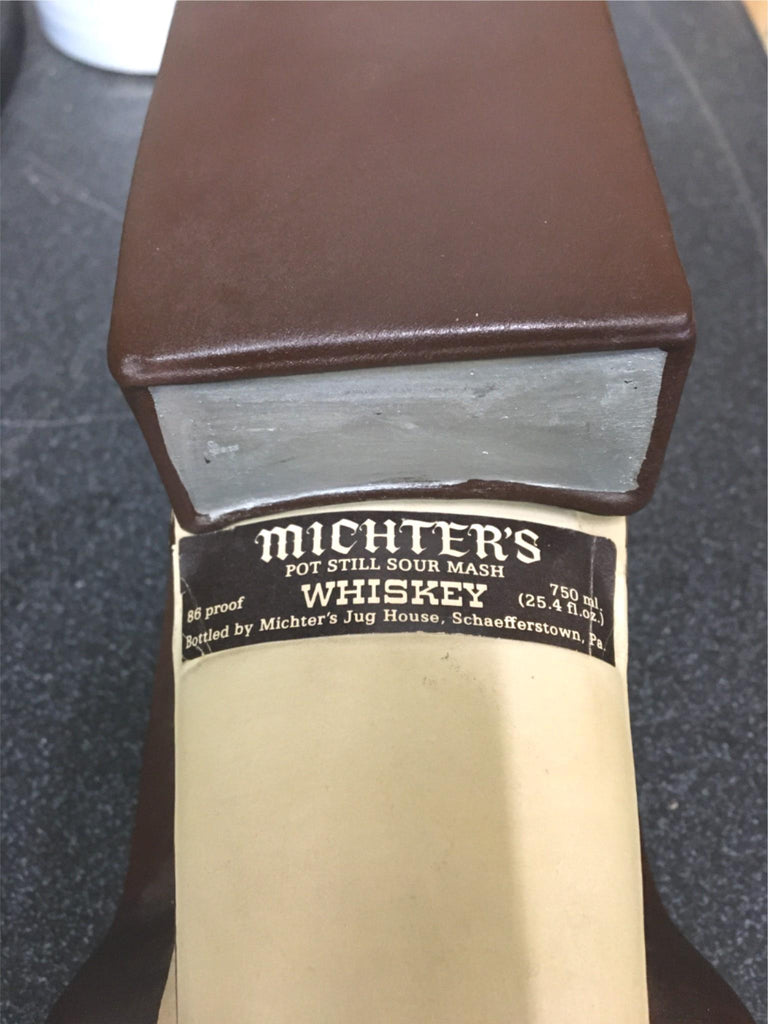 MICHTER'S
POT STILL SOUR MASH
86 proof WHISKEY 750 ml. (25.4 fl.oz.)
Bottled by Michter's Jug House, Schaefferstown, Pa.